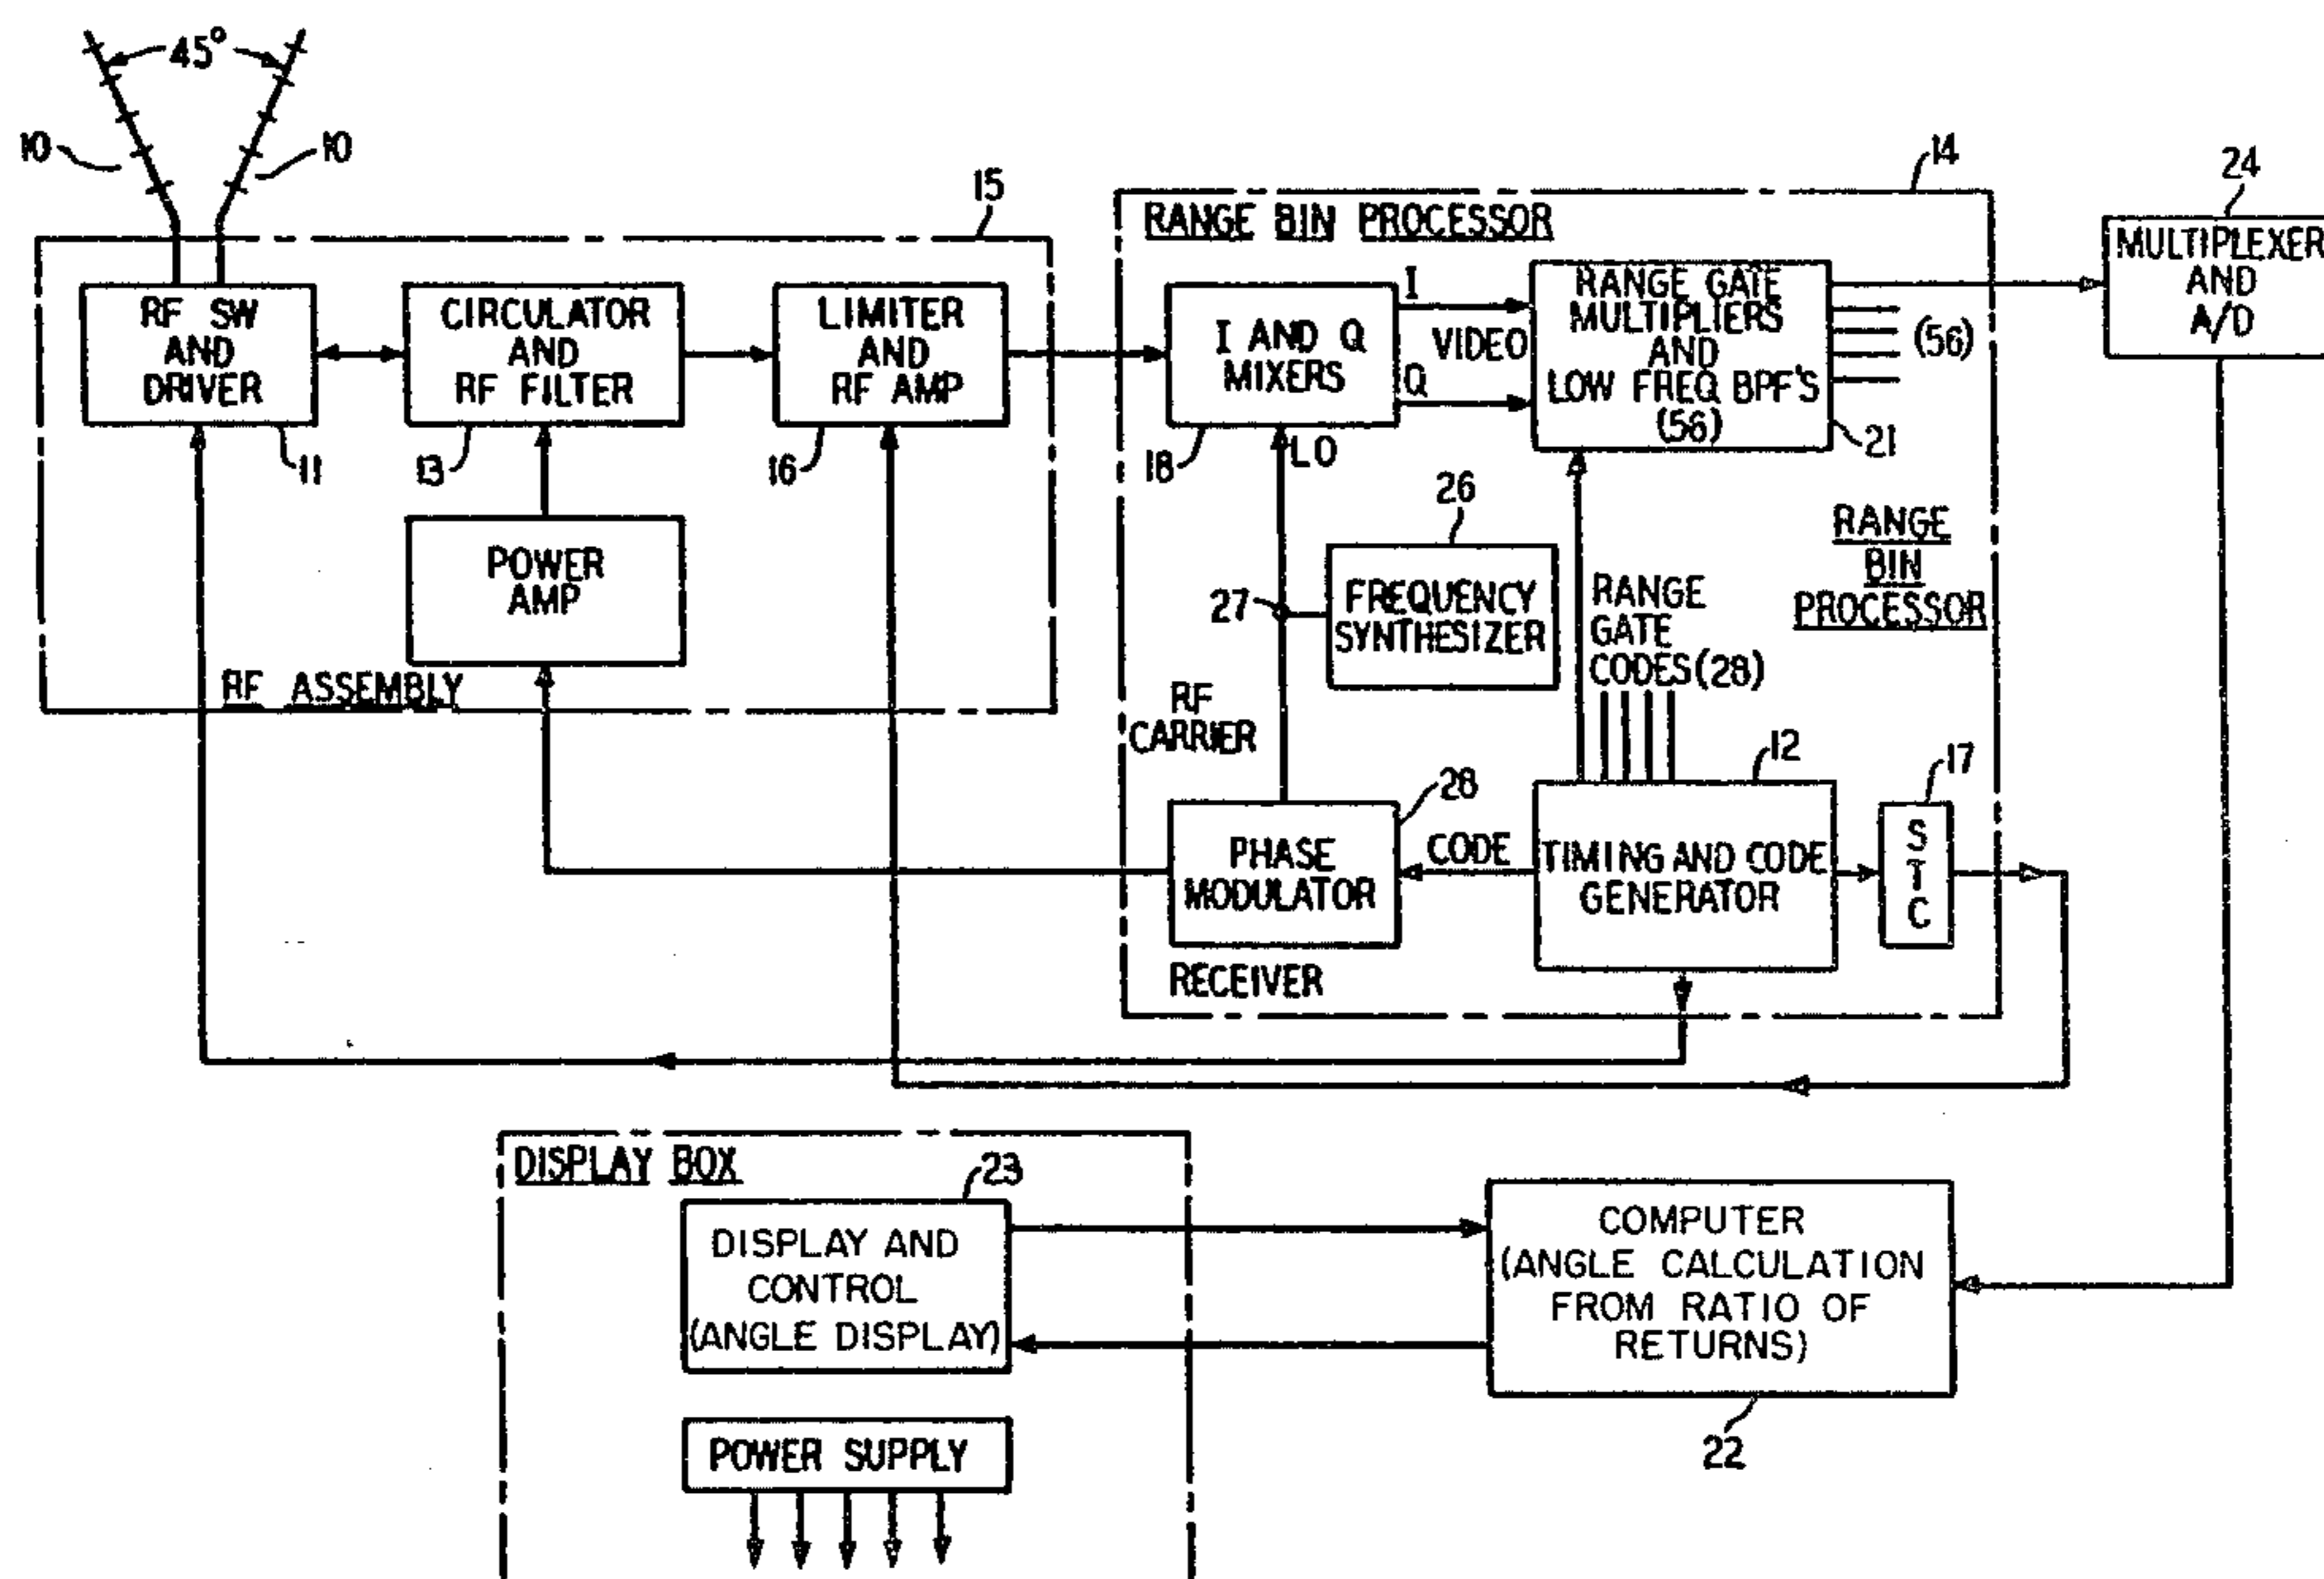 45°
10
10
15
14
24
RANGE BIN PROCESSOR
MULTIPLEXER
AND
A/D
RF SW
AND
DRIVER
CIRCULATOR
AND
RF FILTER
LIMITER
AND
RF AMP
I AND Q
MIXERS
I
VIDEO
Q
RANGE GATE
MULTIPLIERS
AND
LOW FREQ BPF'S
(56)
(56)
11
13
16
18
LO
21
26
POWER
AMP
27
FREQUENCY
SYNTHESIZER
RANGE
GATE
CODES (28)
RANGE
BIN
PROCESSOR
RF ASSEMBLY
RF
CARRIER
28
12
17
PHASE
MODULATOR
CODE
TIMING AND CODE
GENERATOR
S
T
C
RECEIVER
DISPLAY BOX
23
DISPLAY AND
CONTROL
(ANGLE DISPLAY)
COMPUTER
(ANGLE CALCULATION
FROM RATIO OF
RETURNS)
22
POWER SUPPLY